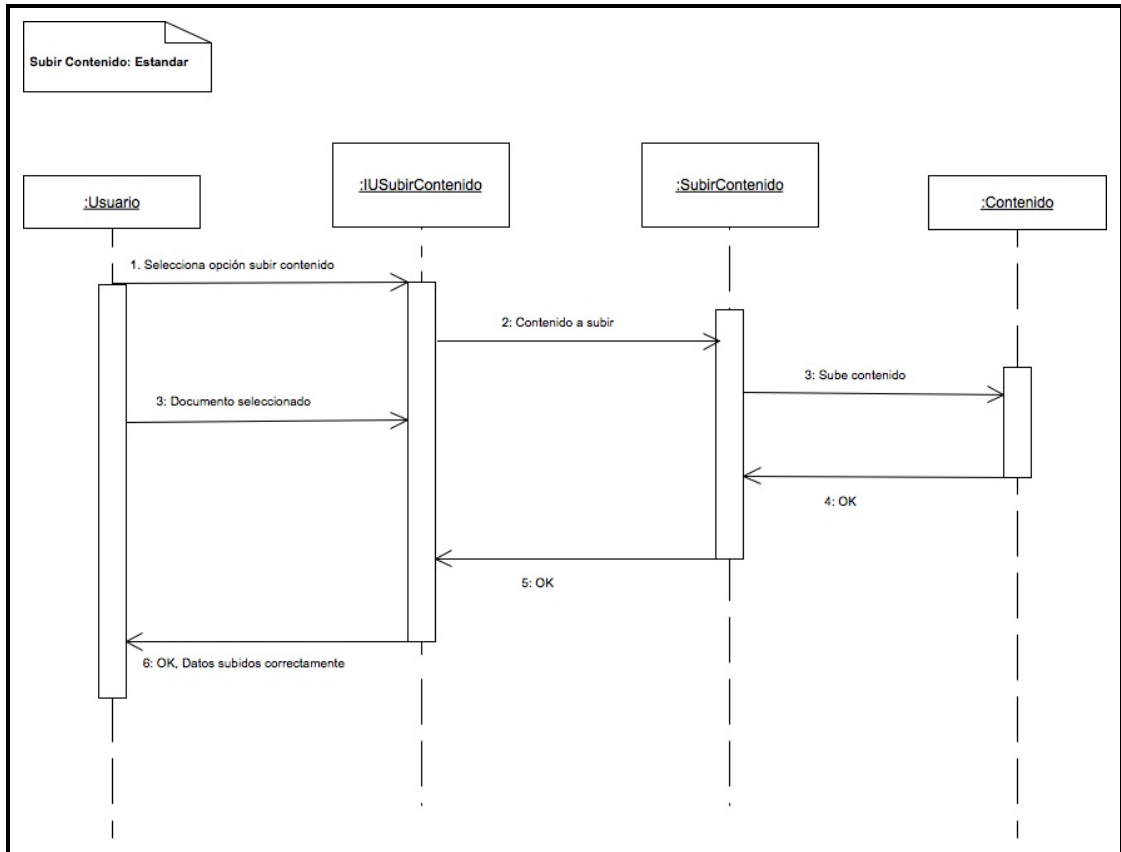 Subir Contenido: Estandar
:Usuario
:IUSubirContenido
:SubirContenido
:Contenido
1. Selecciona opción subir contenido
2: Contenido a subir
3: Sube contenido
3: Documento seleccionado
4: OK
5: OK
6: OK, Datos subidos correctamente